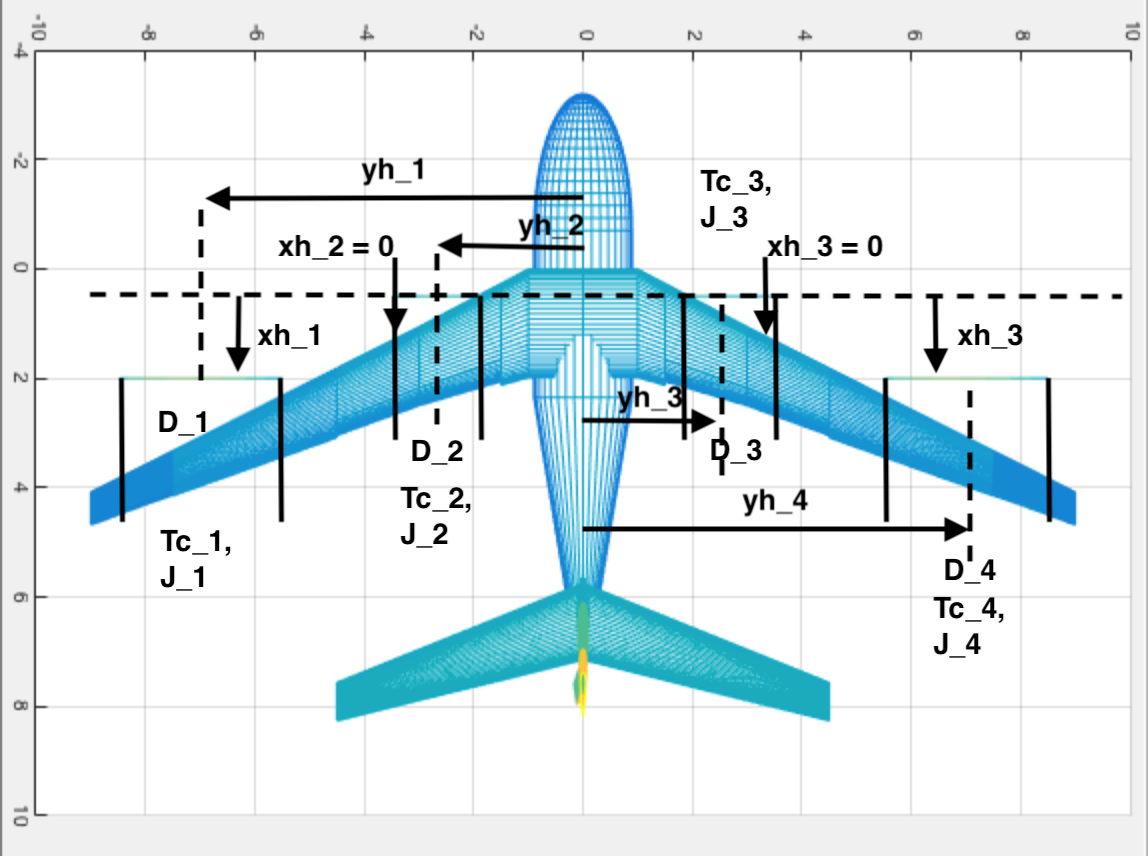 -10
-8
-6
-4
-2
0
2
4
6
8
10
-4
-2
0
2
4
6
8
10
yh_1
Tc_3,
J_3
yh_2
xh_2 = 0
xh_3 = 0
xh_1
xh_3
yh_3
D_1
D_2
D_3
Tc_2,
J_2
yh_4
Tc_1,
J_1
D_4
Tc_4,
J_4